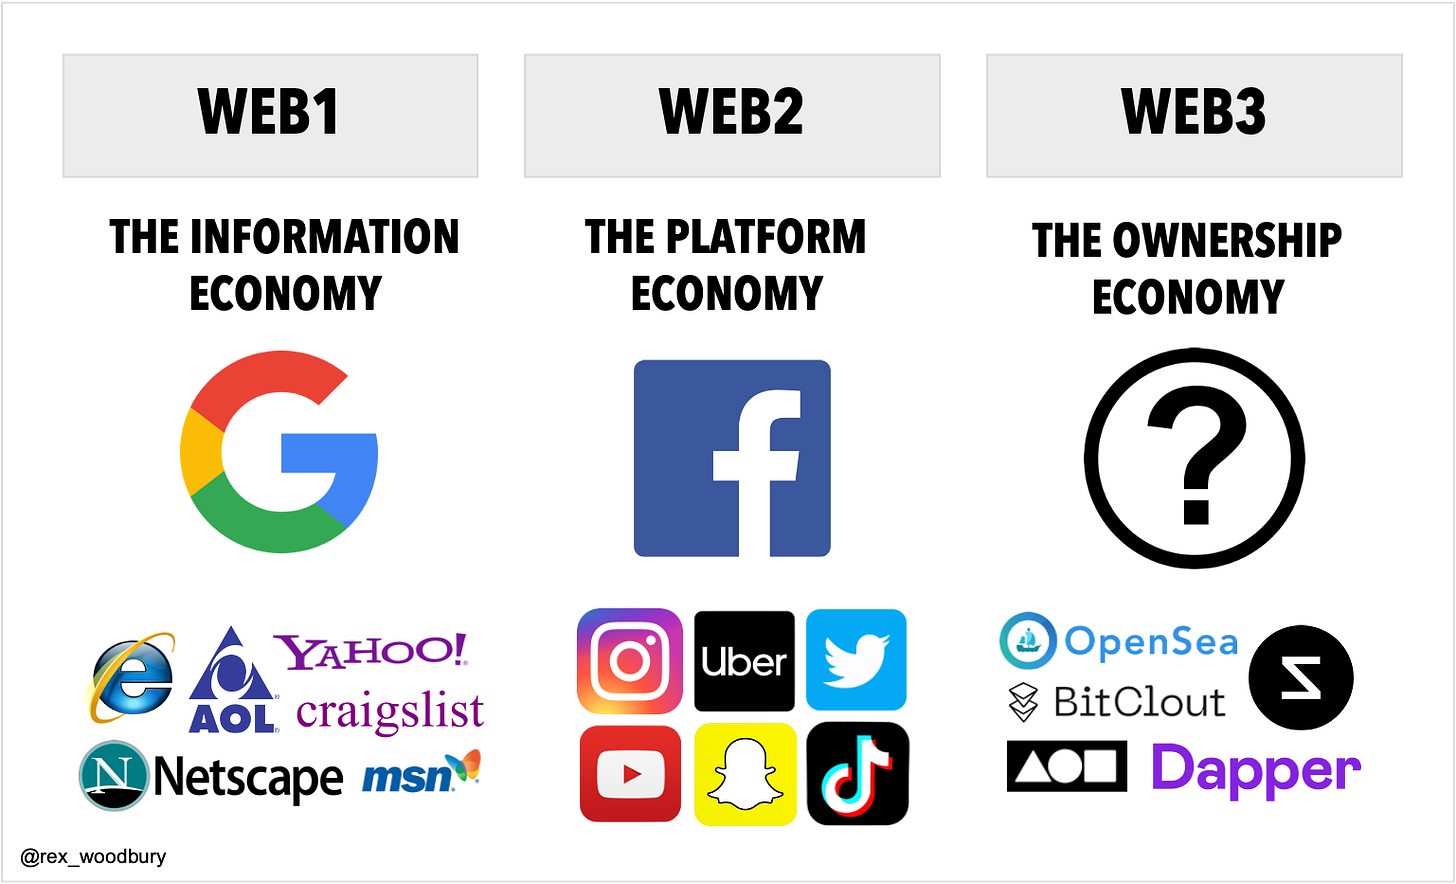 WEB1
WEB2
WEB3
THE INFORMATION
ECONOMY
THE PLATFORM
ECONOMY
THE OWNERSHIP
ECONOMY
?
YAHOO!
AOL
craigslist
Netscape
msn
Uber
OpenSea
BitClout
Dapper
@rex_woodbury